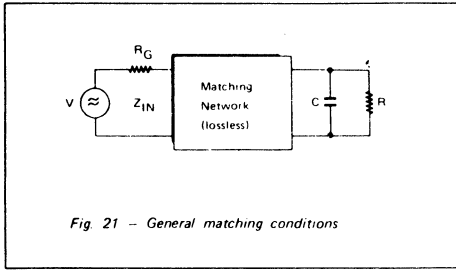 R_G
V
Z_IN
Matching
Network
(lossless)
C
R
Fig. 21 – General matching conditions